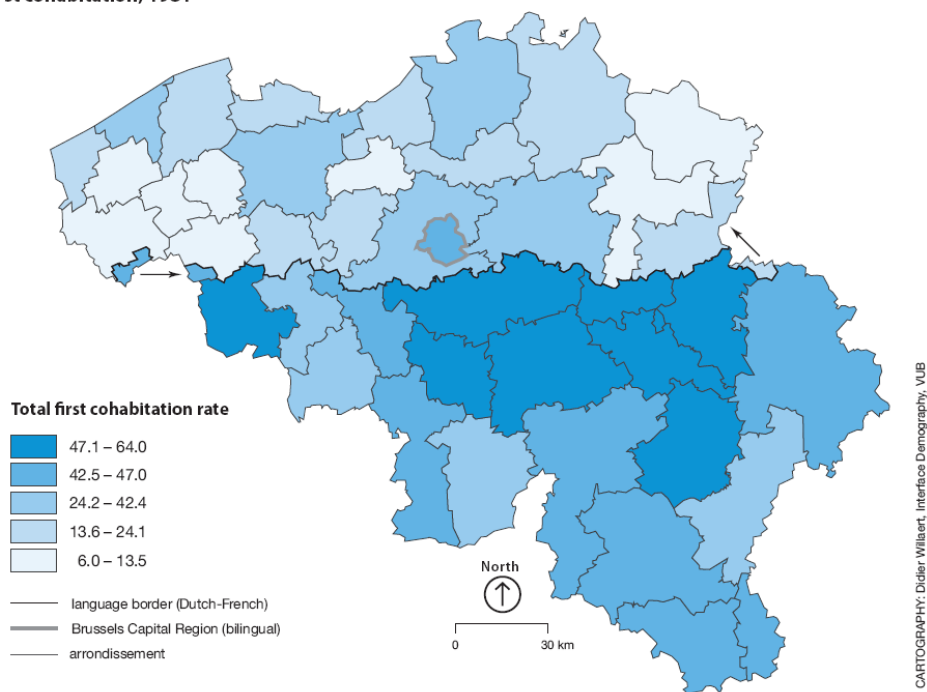 Total first cohabitation rate
47.1 – 64.0
42.5 – 47.0
24.2 – 42.4
13.6 – 24.1
6.0 – 13.5
language border (Dutch-French)
Brussels Capital Region (bilingual)
arrondissement
North
0 30 km
CARTOGRAPHY: Didier Willaert, Interface Demography, VUB